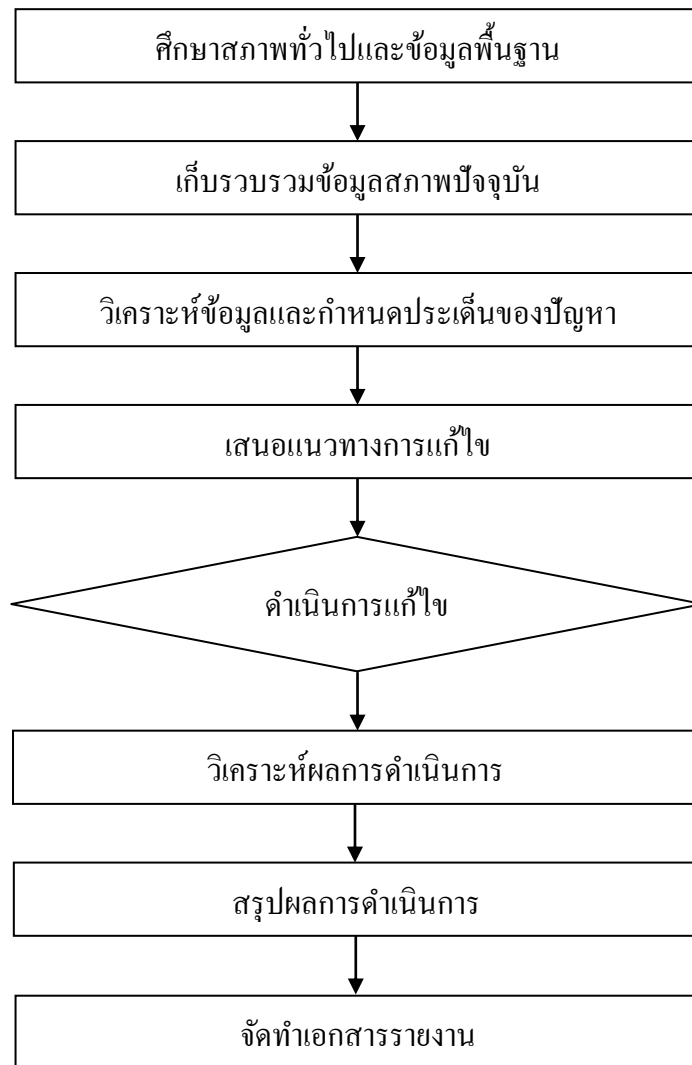 ศึกษาสภาพทั่วไปและข้อมูลพื้นฐาน
เก็บรวบรวมข้อมูลสภาพปัจจุบัน
วิเคราะห์ข้อมูลและกำหนดประเด็นของปัญหา
เสนอแนวทางการแก้ไข
ดำเนินการแก้ไข
วิเคราะห์ผลการดำเนินการ
สรุปผลการดำเนินการ
จัดทำเอกสารรายงาน